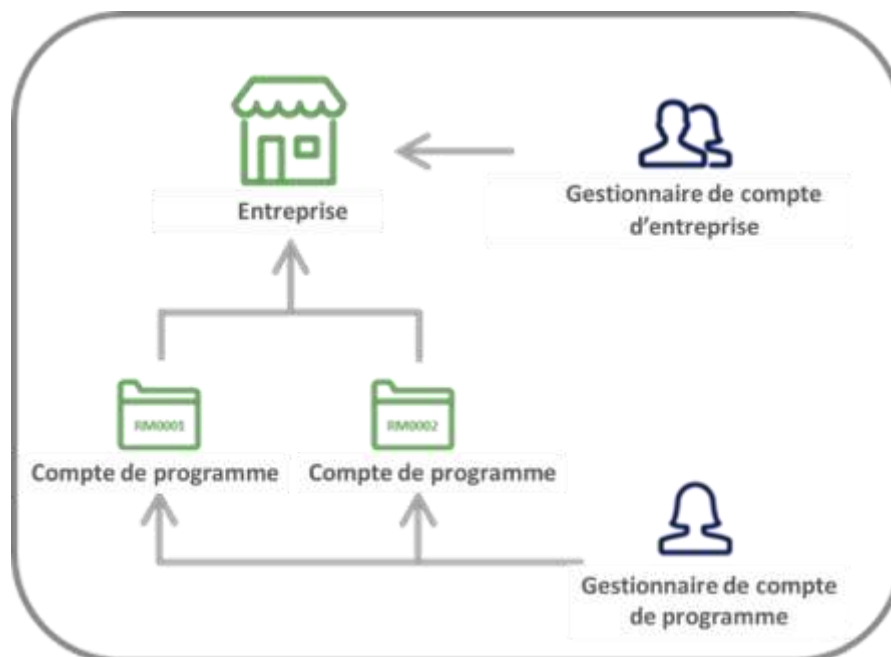 Entreprise
Gestionnaire de compte
d'entreprise
RM0001
RM0002
Compte de programme
Compte de programme
Gestionnaire de compte
de programme